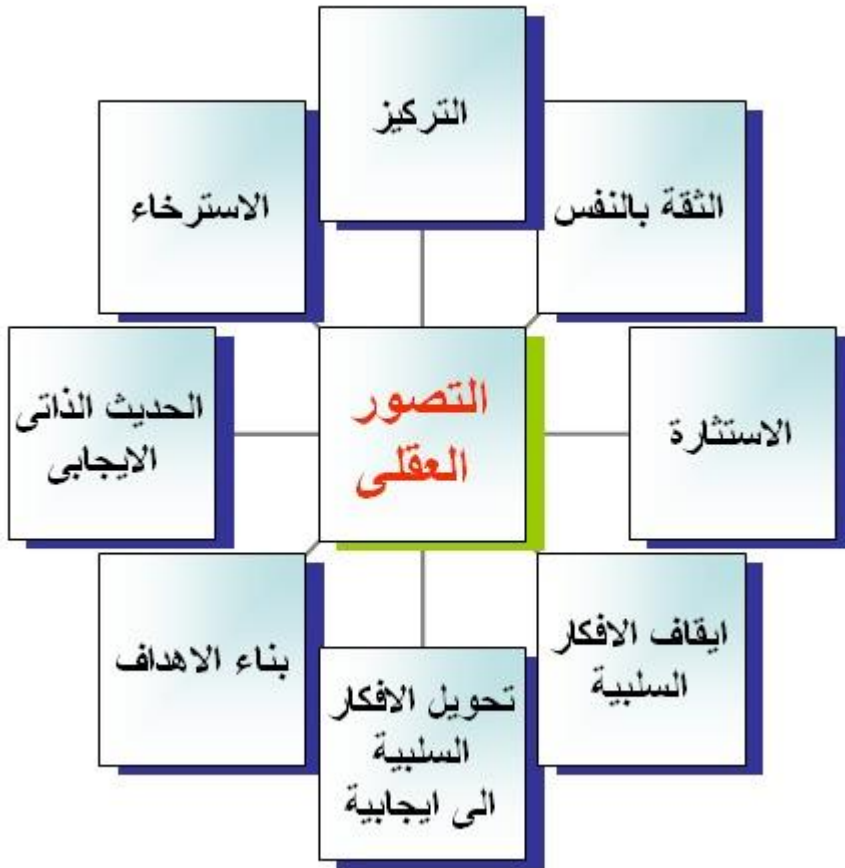 التركيز
الثقة بالنفس
الاسترخاء
التصور
العقلى
الاستثارة
الحديث الذاتى
الايجابى
ايقاف الافكار
السلبية
بناء الاهداف
تحويل الافكار
السلبية
الى ايجابية